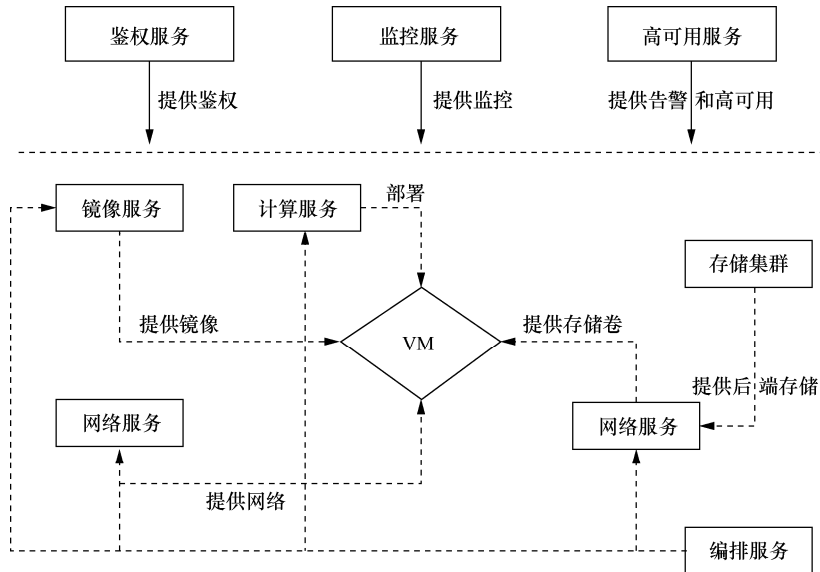 鉴权服务
监控服务
高可用服务
提供鉴权
提供监控
提供告警 和高可用
镜像服务
计算服务
部署
存储集群
提供镜像
VM
提供存储卷
提供后 端存储
网络服务
网络服务
提供网络
编排服务